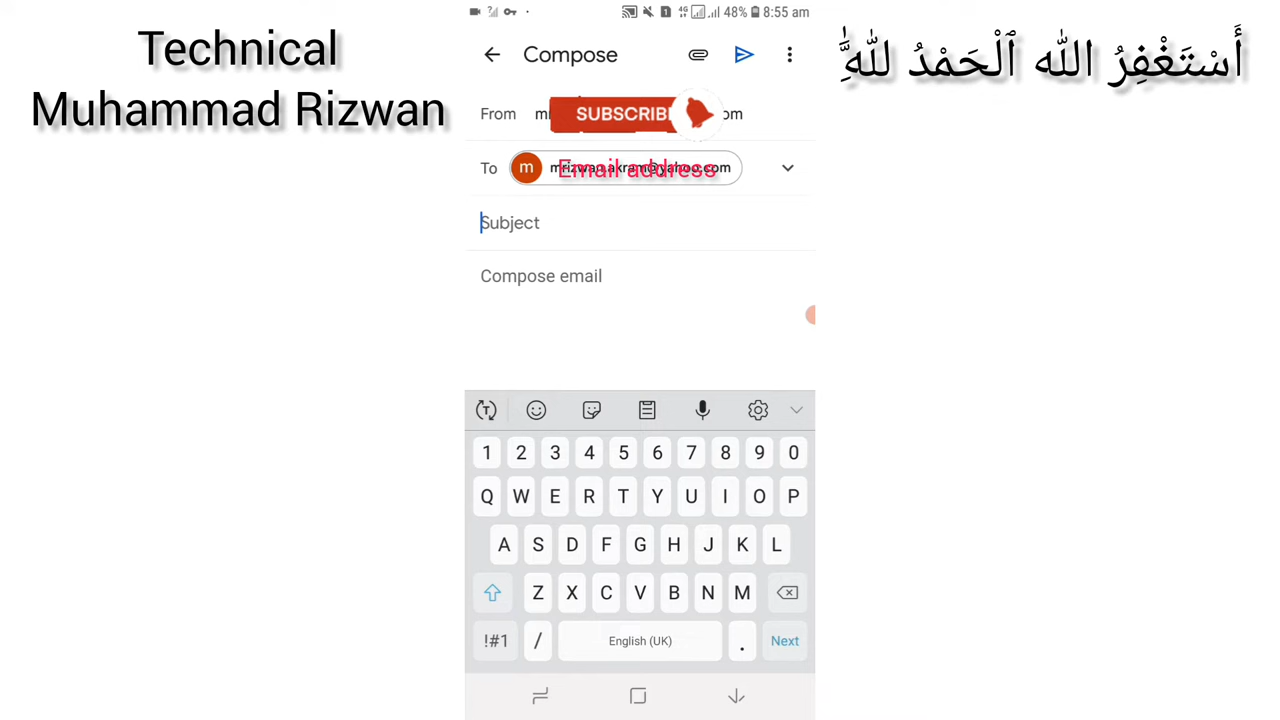 Technical
Muhammad Rizwan
أَسْتَغْفِرُ اللّٰه ٱلْحَمْدُ لِلّٰهِ
48% 8:55 am
Compose
From SUBSCRIBE om
To m Email address
Subject
Compose email
1 2 3 4 5 6 7 8 9 0
Q W E R T Y U I O P
A S D F G H J K L
Z X C V B N M
!#1 / English (UK) . Next